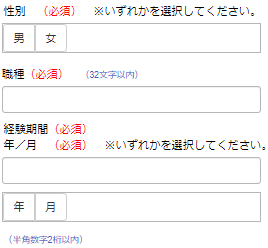 性別 （必須） ※いずれかを選択してください。
男 女
職種（必須） （32文字以内）
経験期間（必須）
年／月 （必須） ※いずれかを選択してください。
年 月
（半角数字2桁以内）